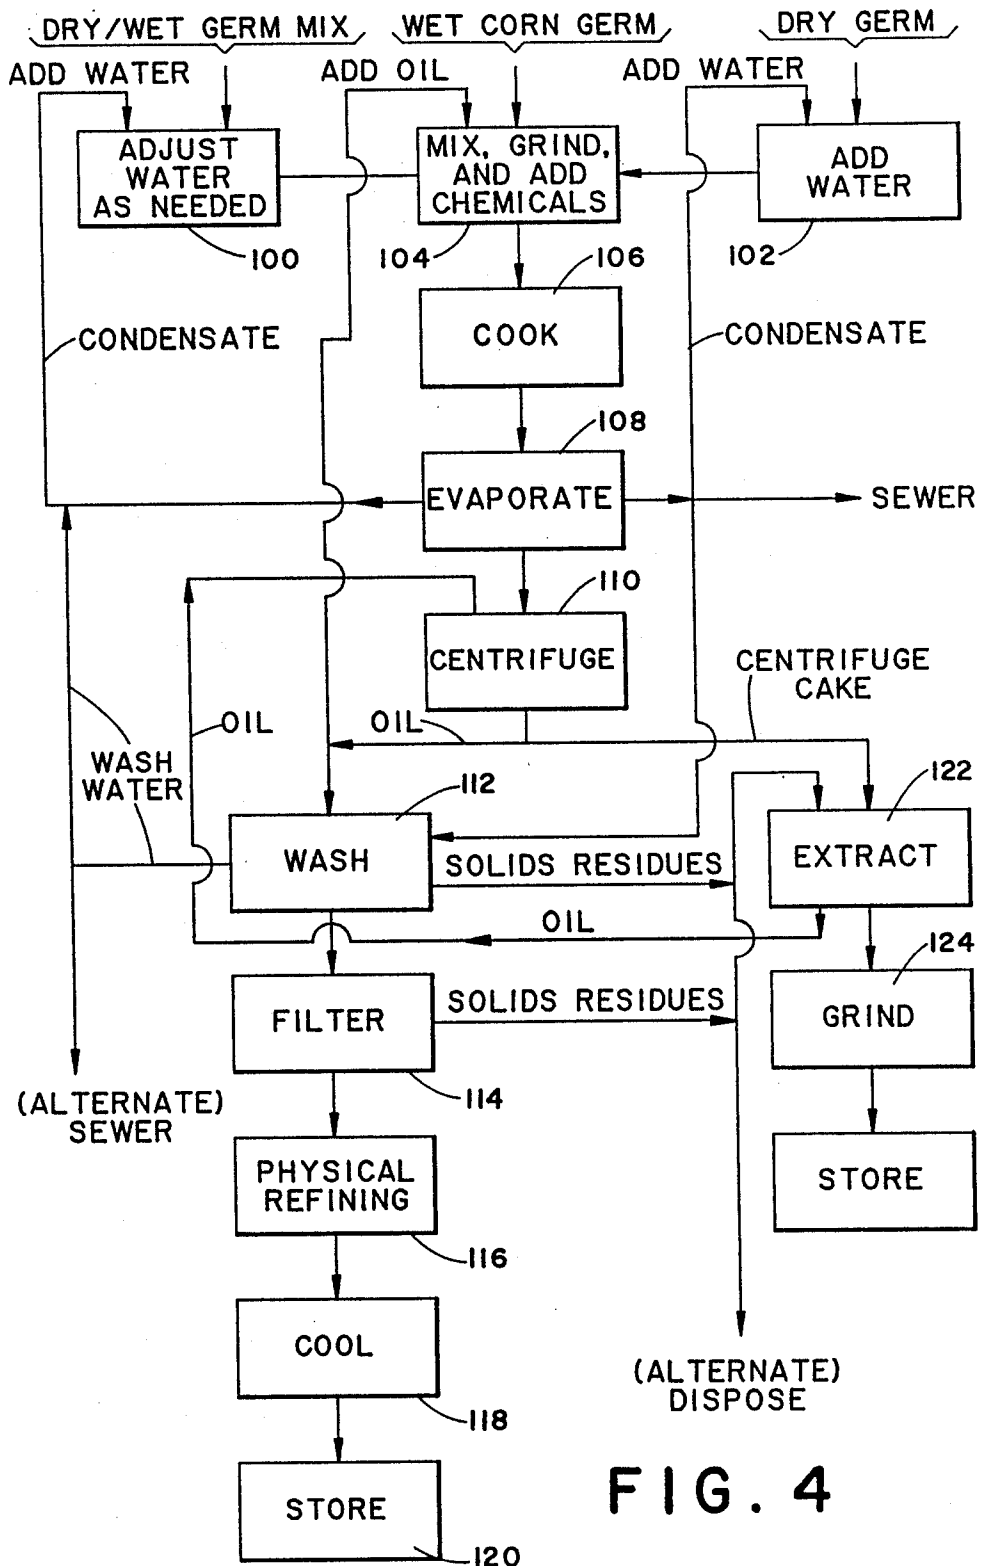 DRY/WET GERM MIX
WET CORN GERM
DRY GERM
ADD WATER
ADD OIL
ADD WATER
ADJUST
WATER
AS NEEDED
MIX, GRIND,
AND ADD
CHEMICALS
ADD
WATER
100
104
102
106
COOK
CONDENSATE
CONDENSATE
108
EVAPORATE
SEWER
110
CENTRIFUGE
CENTRIFUGE
CAKE
OIL
OIL
WASH
WATER
112
122
WASH
SOLIDS RESIDUES
EXTRACT
OIL
124
FILTER
SOLIDS RESIDUES
GRIND
114
(ALTERNATE)
SEWER
PHYSICAL
REFINING
STORE
116
COOL
(ALTERNATE)
DISPOSE
118
STORE
120
FIG. 4